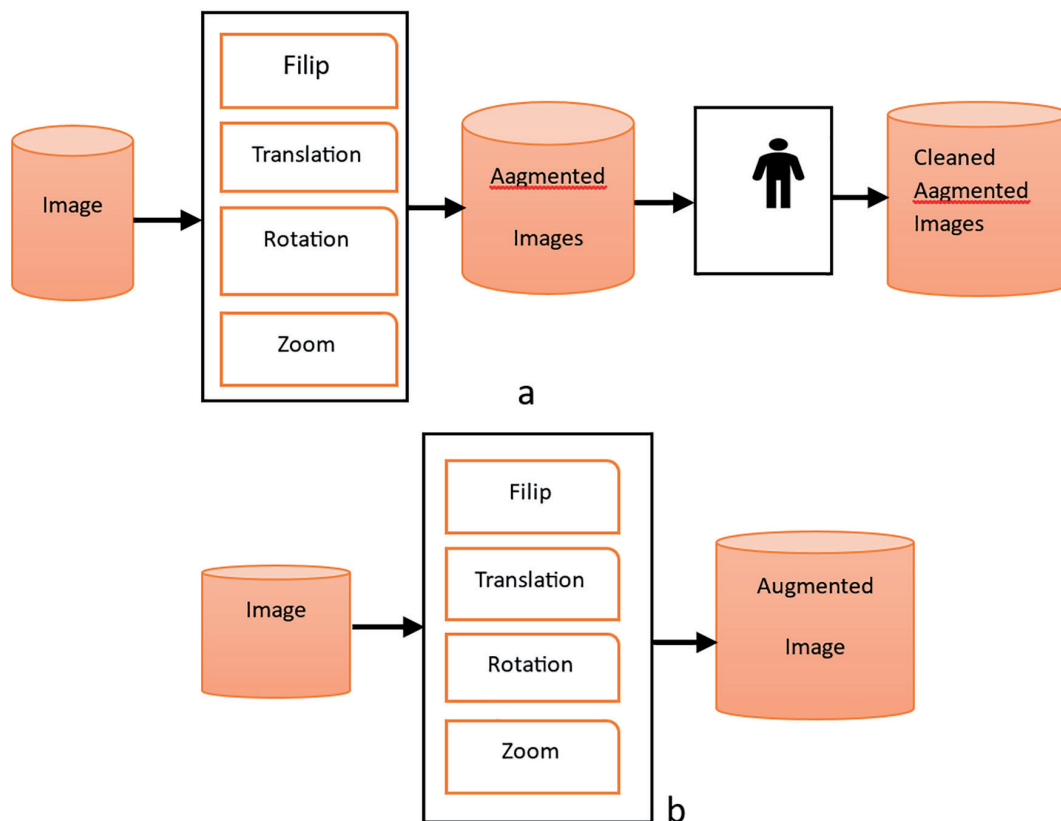 Image
Filip
Translation
Rotation
Zoom
Aagmented
Images
Cleaned
Aagmented
Images
a
Image
Filip
Translation
Rotation
Zoom
Augmented
Image
b